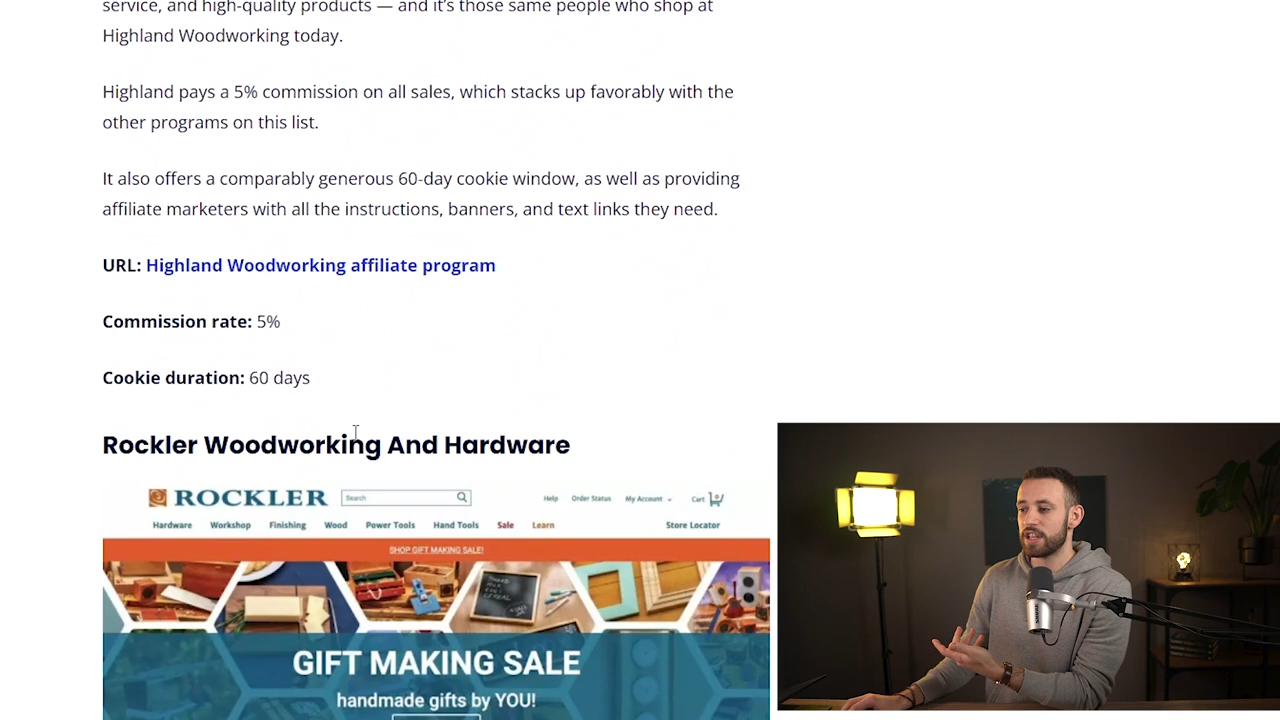 service, and high-quality products — and it's those same people who shop at
Highland Woodworking today.
Highland pays a 5% commission on all sales, which stacks up favorably with the
other programs on this list.
It also offers a comparably generous 60-day cookie window, as well as providing
affiliate marketers with all the instructions, banners, and text links they need.
URL: Highland Woodworking affiliate program
Commission rate: 5%
Cookie duration: 60 days
Rockler Woodworking And Hardware
ROCKLER
Search
Help Order Status My Account Cart 0
Hardware Workshop Finishing Wood Power Tools Hand Tools Sale Learn Store Locator
SHOP GIFT MAKING SALE!
GIFT MAKING SALE
handmade gifts by YOU!